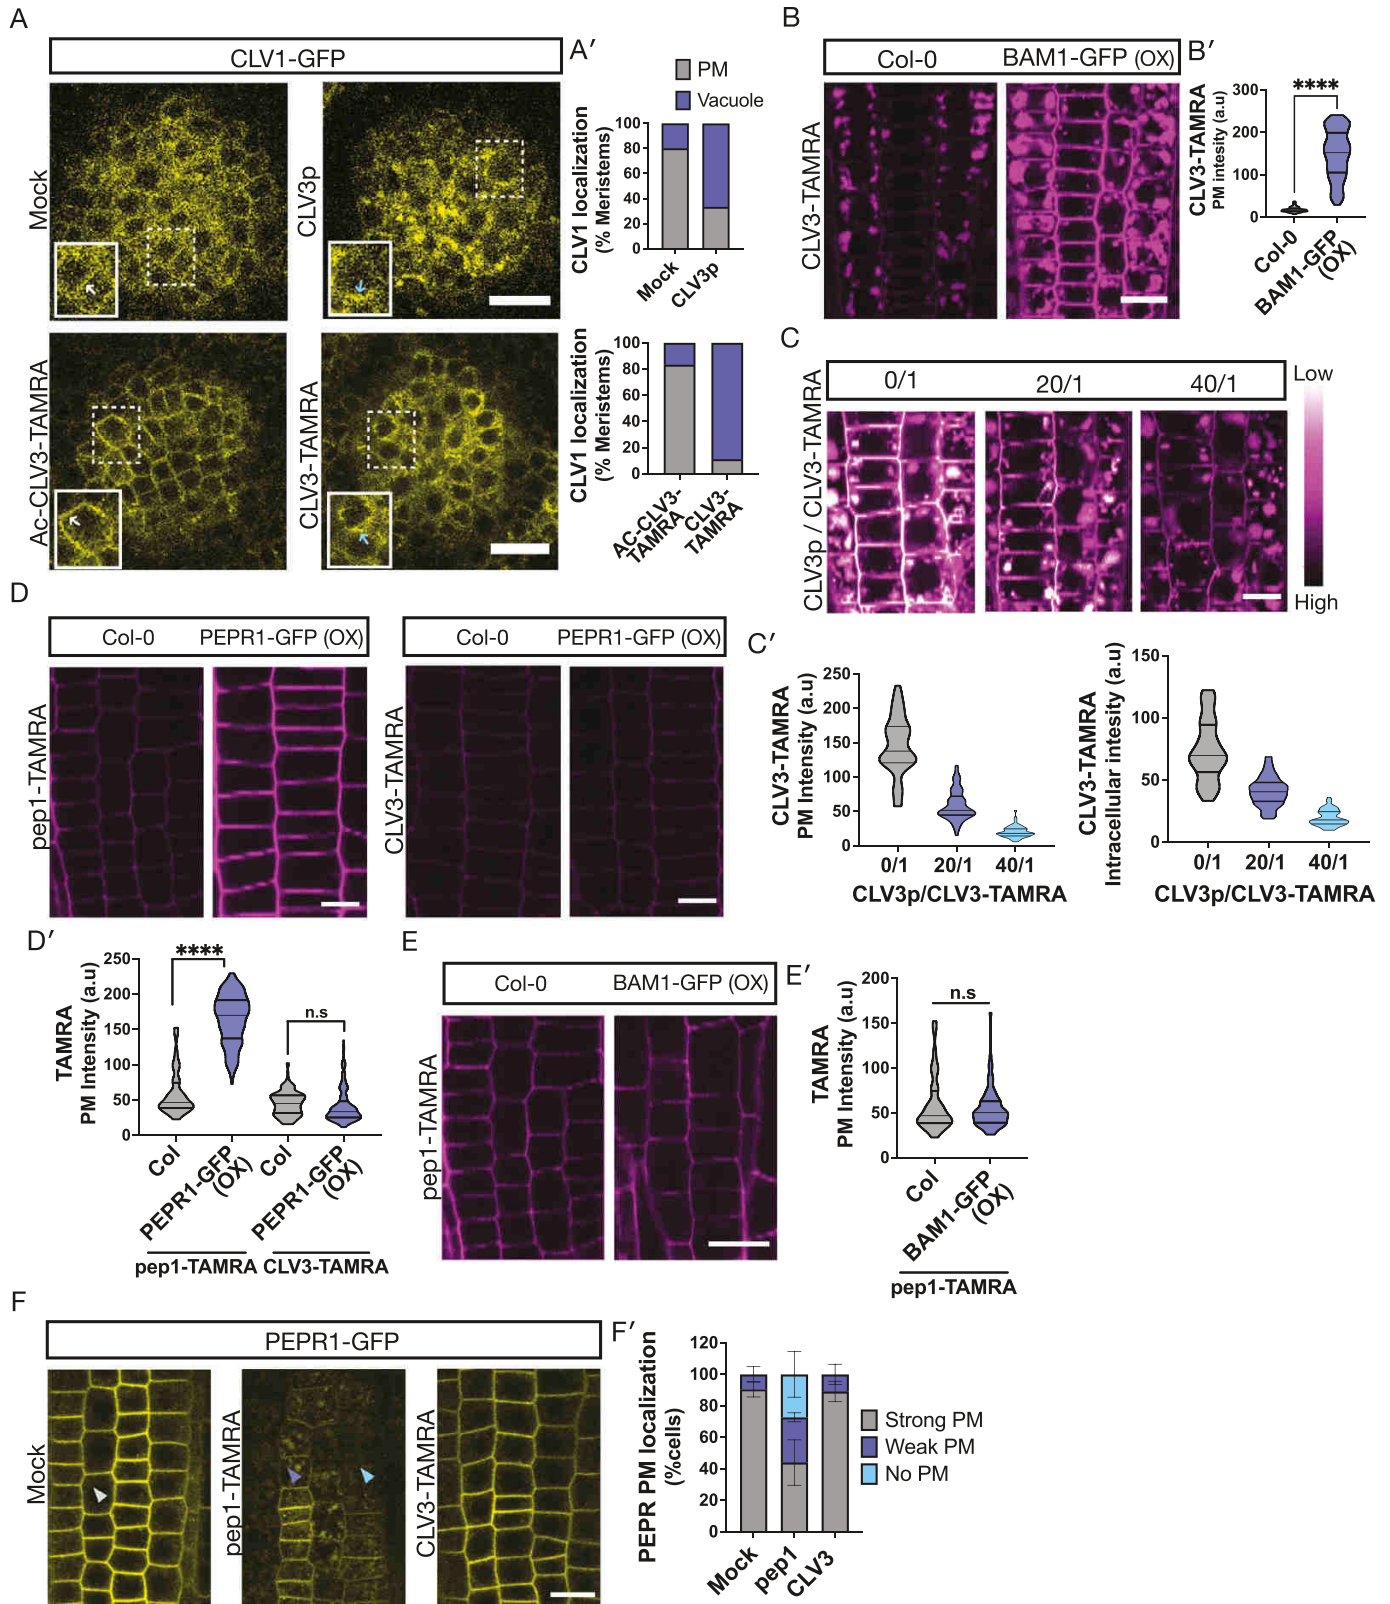 A
CLV1-GFP
Mock
CLV3p
Ac-CLV3-TAMRA
CLV3-TAMRA
A′
PM
Vacuole
CLV1 localization
(% Meristems)
100
80
60
40
20
0
Mock
CLV3p
CLV1 localization
(% Meristems)
100
80
60
40
20
0
AC-CLV3-
TAMRA
CLV3-
TAMRA
B
Col-0
BAM1-GFP (OX)
CLV3-TAMRA
B′
CLV3-TAMRA
PM intesity (a.u)
300
200
100
0
****
Col-0
BAM1-GFP
(OX)
C
0/1
20/1
40/1
CLV3p / CLV3-TAMRA
Low
High
C′
CLV3-TAMRA
PM Intensity (a.u)
250
200
150
100
50
0
0/1
20/1
40/1
CLV3p/CLV3-TAMRA
CLV3-TAMRA
Intracellular intesity (a.u)
150
100
50
0
0/1
20/1
40/1
CLV3p/CLV3-TAMRA
D
Col-0
PEPR1-GFP (OX)
pep1-TAMRA
Col-0
PEPR1-GFP (OX)
CLV3-TAMRA
D′
TAMRA
PM Intensity (a.u)
250
200
150
100
50
0
****
n.s
Col
PEPR1-GFP
(OX)
Col
PEPR1-GFP
(OX)
pep1-TAMRA
CLV3-TAMRA
E
Col-0
BAM1-GFP (OX)
pep1-TAMRA
E′
TAMRA
PM Intensity (a.u)
200
150
100
50
0
n.s
Col
BAM1-GFP
(OX)
pep1-TAMRA
F
PEPR1-GFP
Mock
pep1-TAMRA
CLV3-TAMRA
F′
PEPR PM localization
(%cells)
120
100
80
60
40
20
0
Mock
pep1
CLV3
Strong PM
Weak PM
No PM